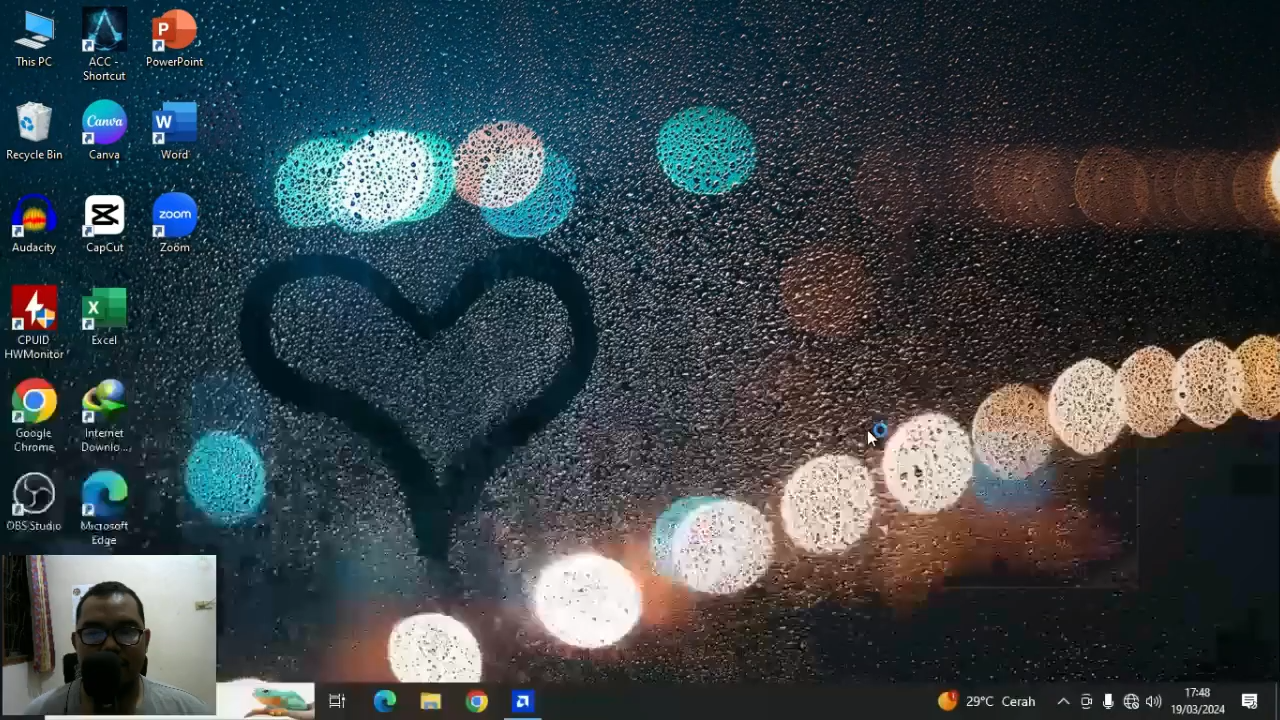 This PC
ACC -
Shortcut
PowerPoint
P
Recycle Bin
Canva
Canva
W
Word
Audacity
CapCut
zoom
Zoom
CPUID
HWMonitor
X
Excel
Google
Chrome
Internet
Downlo...
OBS Studio
Microsoft
Edge
29°C Cerah
17:48
19/03/2024